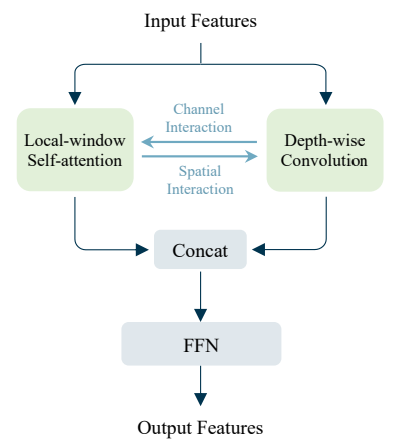 Input Features
Channel
Interaction
Local-window
Self-attention
Depth-wise
Convolution
Spatial
Interaction
Concat
FFN
Output Features